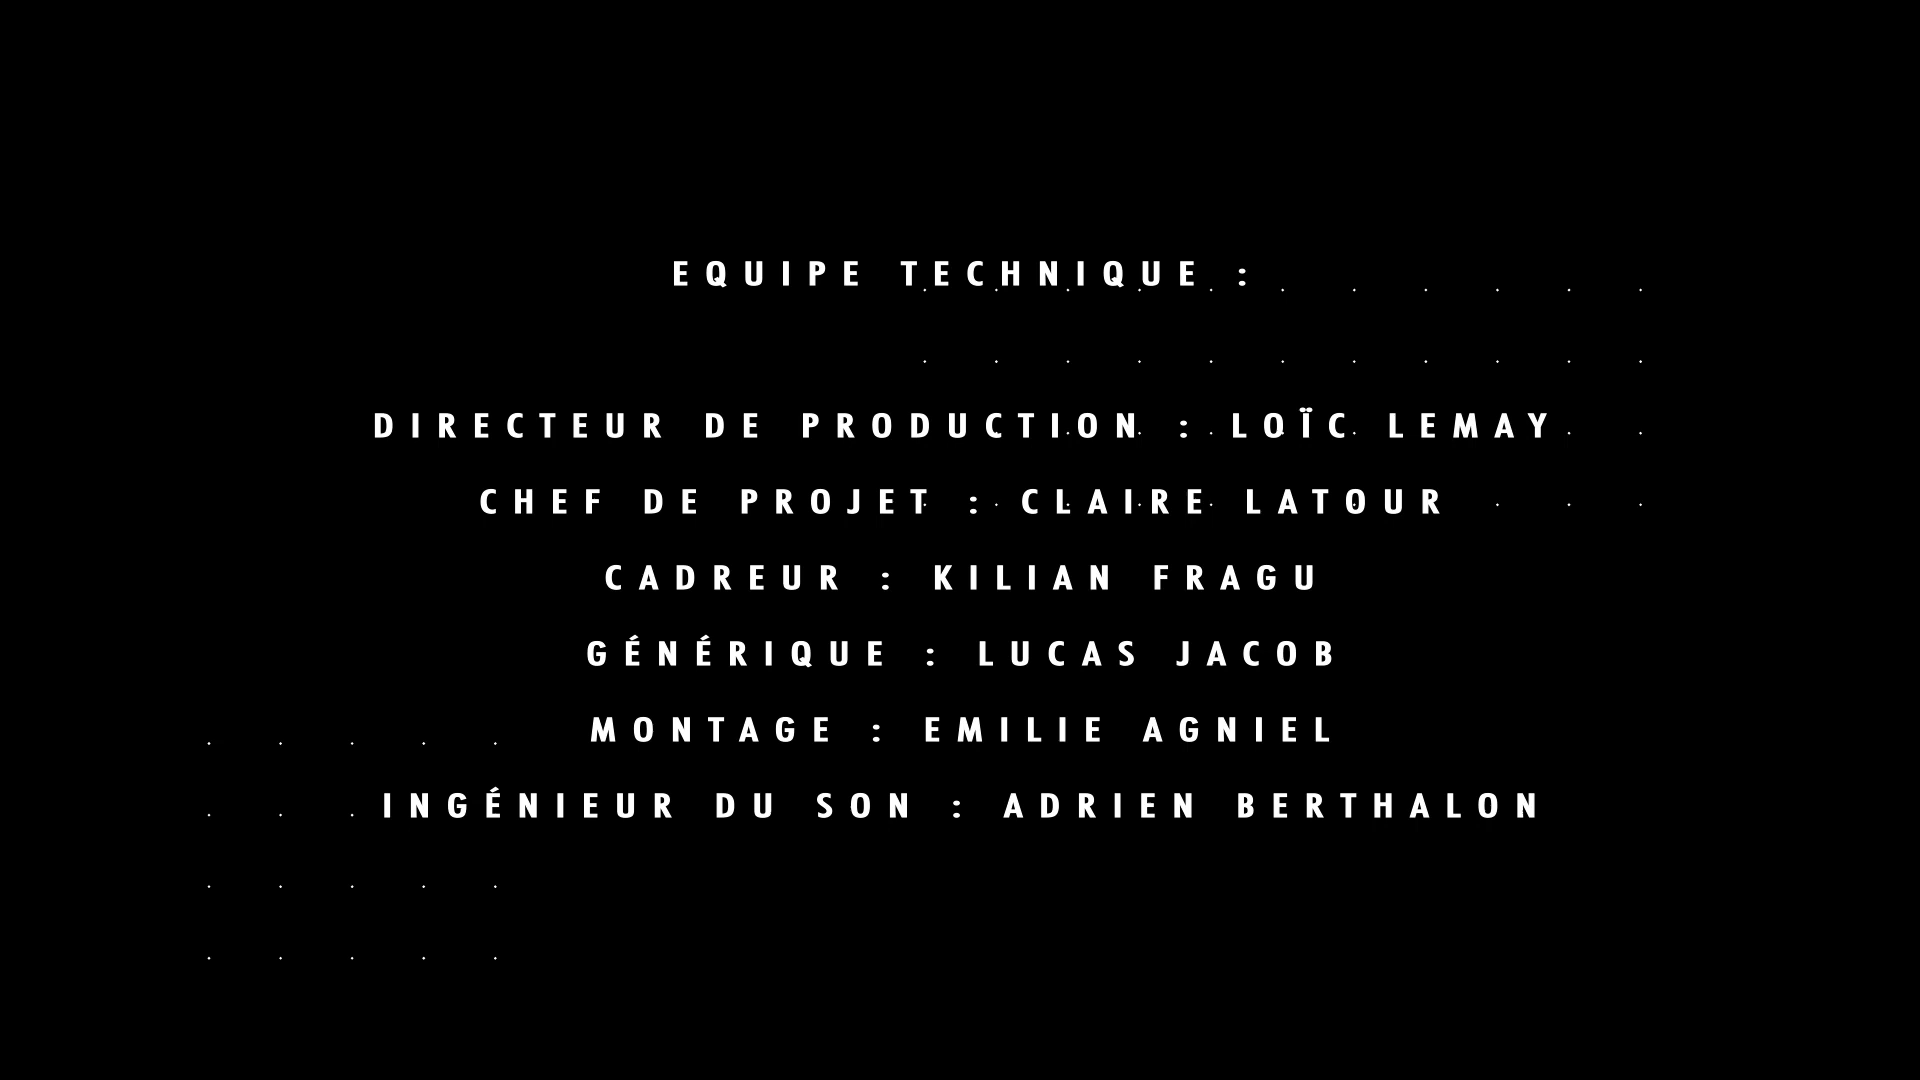 EQUIPE TECHNIQUE :
DIRECTEUR DE PRODUCTION : LOÏC LEMAY
CHEF DE PROJET : CLAIRE LATOUR
CADREUR : KILIAN FRAGU
GÉNÉRIQUE : LUCAS JACOB
MONTAGE : EMILIE AGNIEL
INGÉNIEUR DU SON : ADRIEN BERTHALON